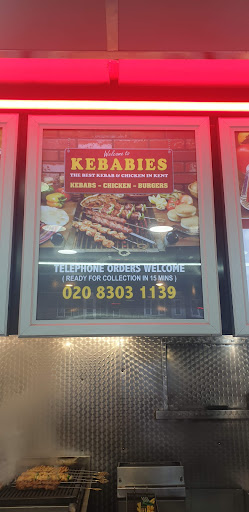 Welcome to
KEBABIES
THE BEST KEBAB & CHICKEN IN KENT
KEBABS - CHICKEN - BURGERS
TELEPHONE ORDERS WELCOME
( READY FOR COLLECTION IN 15 MINS )
020 8303 1139